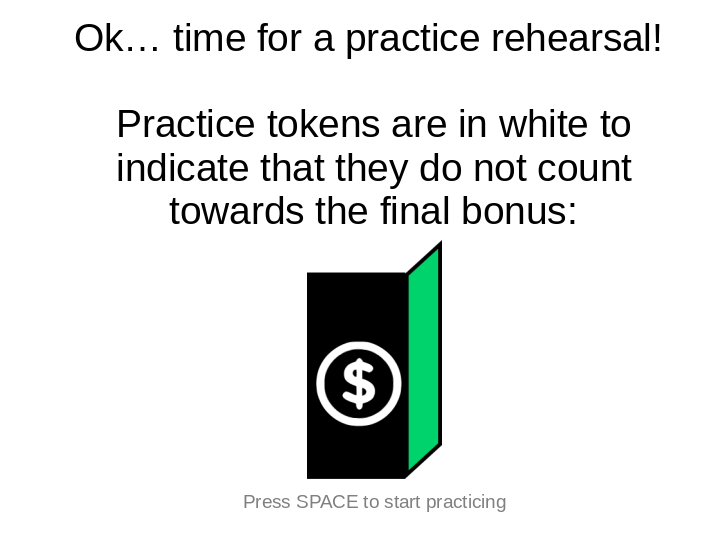 Ok… time for a practice rehearsal!
Practice tokens are in white to
indicate that they do not count
towards the final bonus:
$
Press SPACE to start practicing